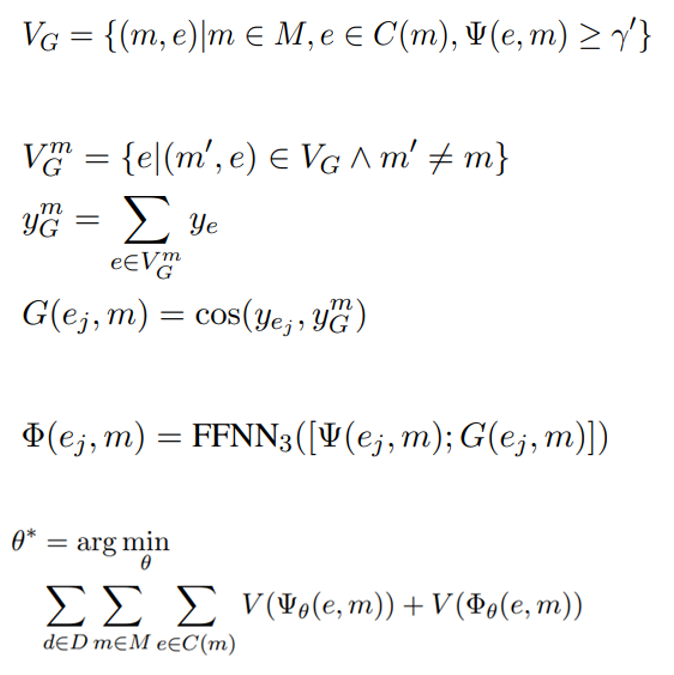 V_G = {(m, e)|m ∈ M, e ∈ C(m), Ψ(e, m) ≥ γ′}
V_G^m = {e|(m′, e) ∈ V_G ∧ m′ ≠ m}
y_G^m = ∑_{e∈V_G^m} y_e
G(e_j, m) = cos(y_{e_j}, y_G^m)
Φ(e_j, m) = FFNN_3([Ψ(e_j, m); G(e_j, m)])
θ* = arg min_θ
∑_{d∈D} ∑_{m∈M} ∑_{e∈C(m)} V(Ψ_θ(e, m)) + V(Φ_θ(e, m))